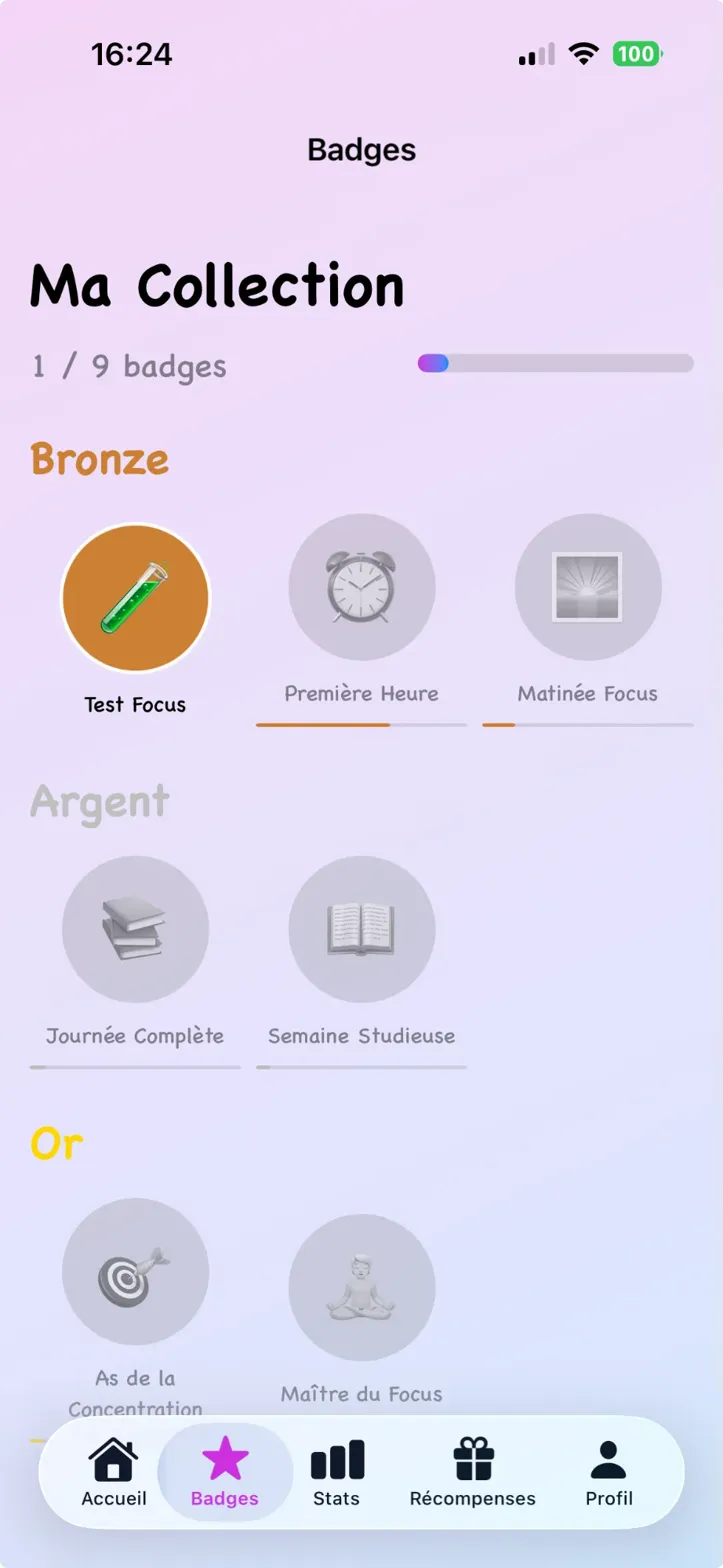 16:24
100
Badges
Ma Collection
1 / 9 badges
Bronze
Test Focus
Première Heure
Matinée Focus
Argent
Journée Complète
Semaine Studieuse
Or
As de la
Concentration
Maître du Focus
Accueil
Badges
Stats
Récompenses
Profil